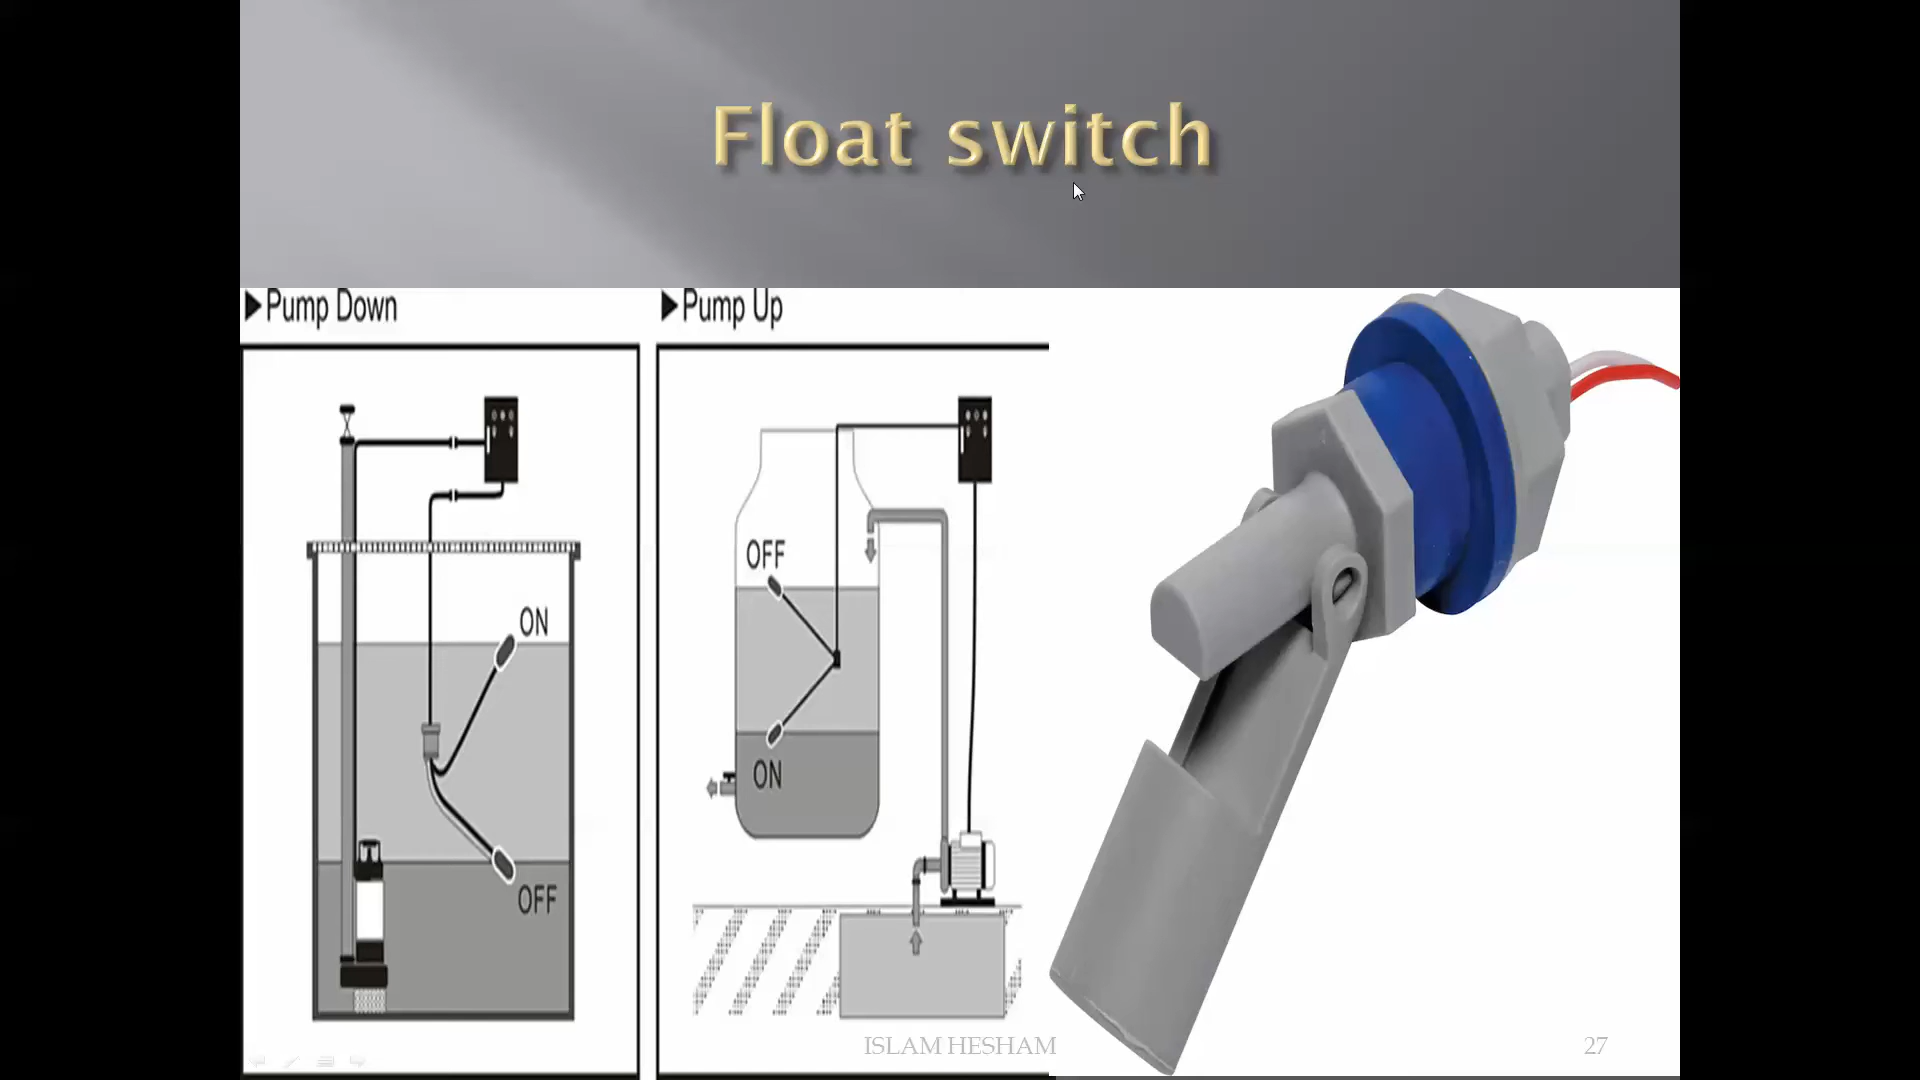 Float switch
Pump Down
Pump Up
ON
OFF
OFF
ON
ISLAM HESHAM
27